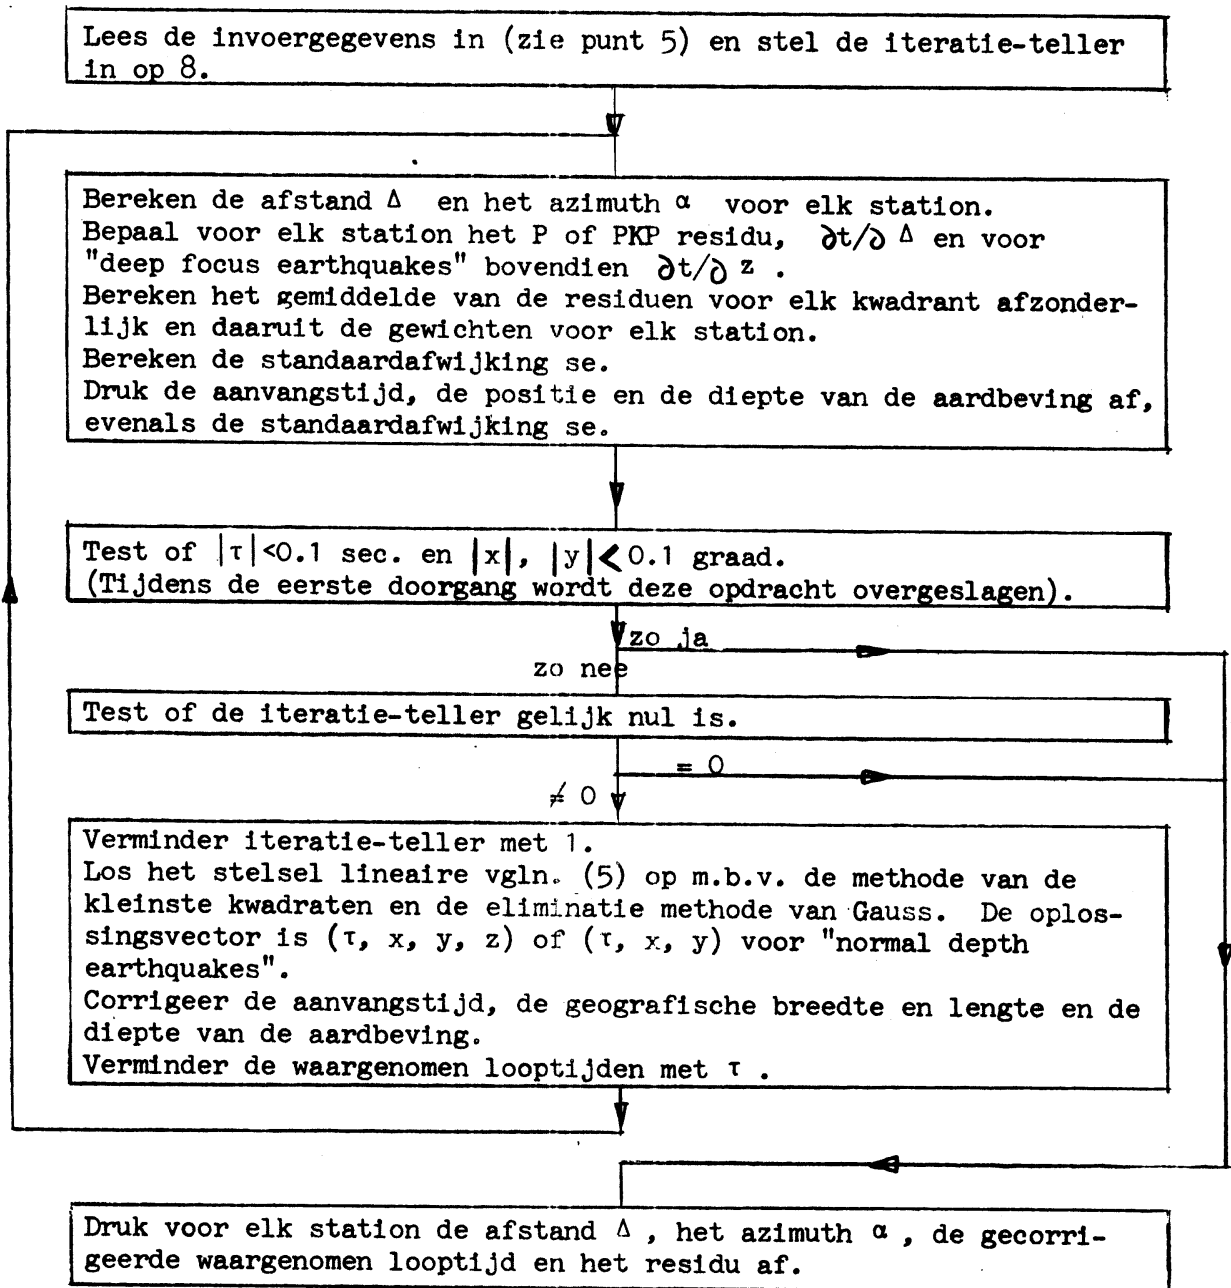 Lees de invoergegevens in (zie punt 5) en stel de iteratie-teller
in op 8.
Bereken de afstand Δ en het azimuth α voor elk station.
Bepaal voor elk station het P of PKP residu, ∂t/∂ Δ en voor
"deep focus earthquakes" bovendien ∂t/∂ z .
Bereken het gemiddelde van de residuen voor elk kwadrant afzonder-
lijk en daaruit de gewichten voor elk station.
Bereken de standaardafwijking se.
Druk de aanvangstijd, de positie en de diepte van de aardbeving af,
evenals de standaardafwijking se.
Test of |τ|<0.1 sec. en |x|, |y|<0.1 graad.
(Tijdens de eerste doorgang wordt deze opdracht overgeslagen).
zo ja
zo nee
Test of de iteratie-teller gelijk nul is.
= 0
≠ 0
Verminder iteratie-teller met 1.
Los het stelsel lineaire vgln. (5) op m.b.v. de methode van de
kleinste kwadraten en de eliminatie methode van Gauss. De oplos-
singsvector is (τ, x, y, z) of (τ, x, y) voor "normal depth
earthquakes".
Corrigeer de aanvangstijd, de geografische breedte en lengte en de
diepte van de aardbeving.
Verminder de waargenomen looptijden met τ .
Druk voor elk station de afstand Δ , het azimuth α , de gecorri-
geerde waargenomen looptijd en het residu af.